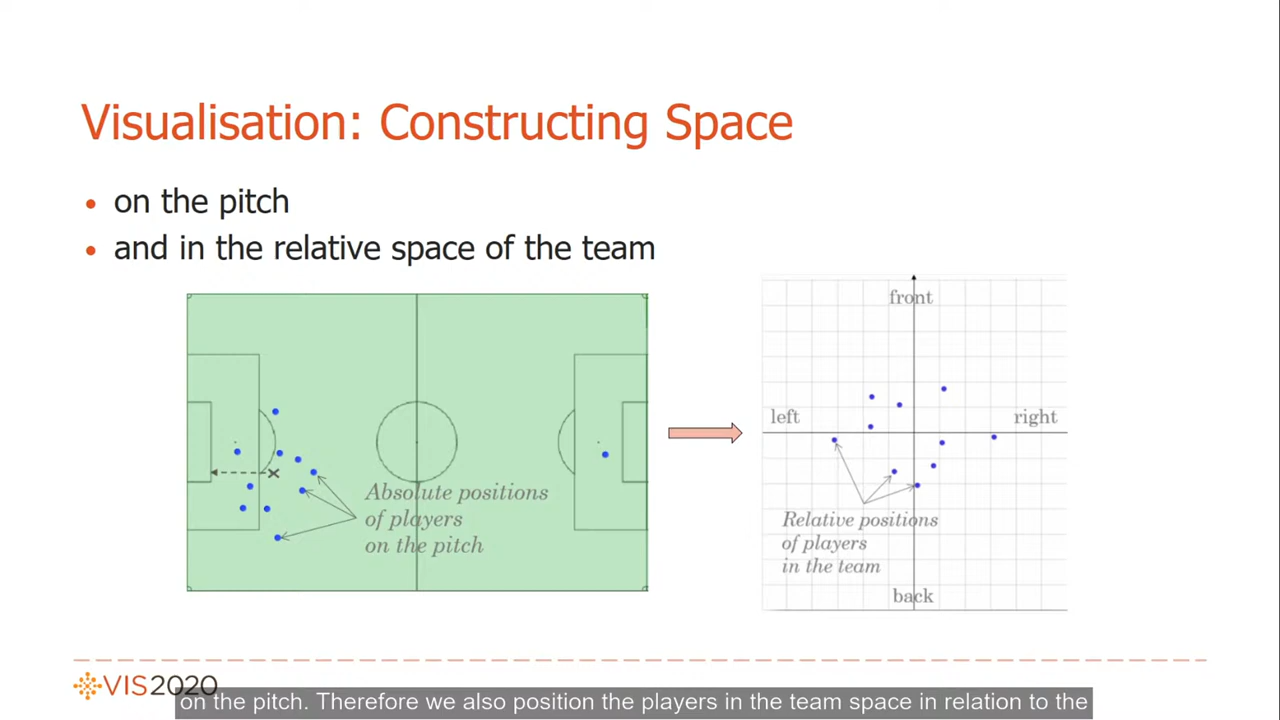 Visualisation: Constructing Space
• on the pitch
• and in the relative space of the team
Absolute positions
of players
on the pitch
front
left
right
Relative positions
of players
in the team
back
VIS2020
on the pitch. Therefore we also position the players in the team space in relation to the